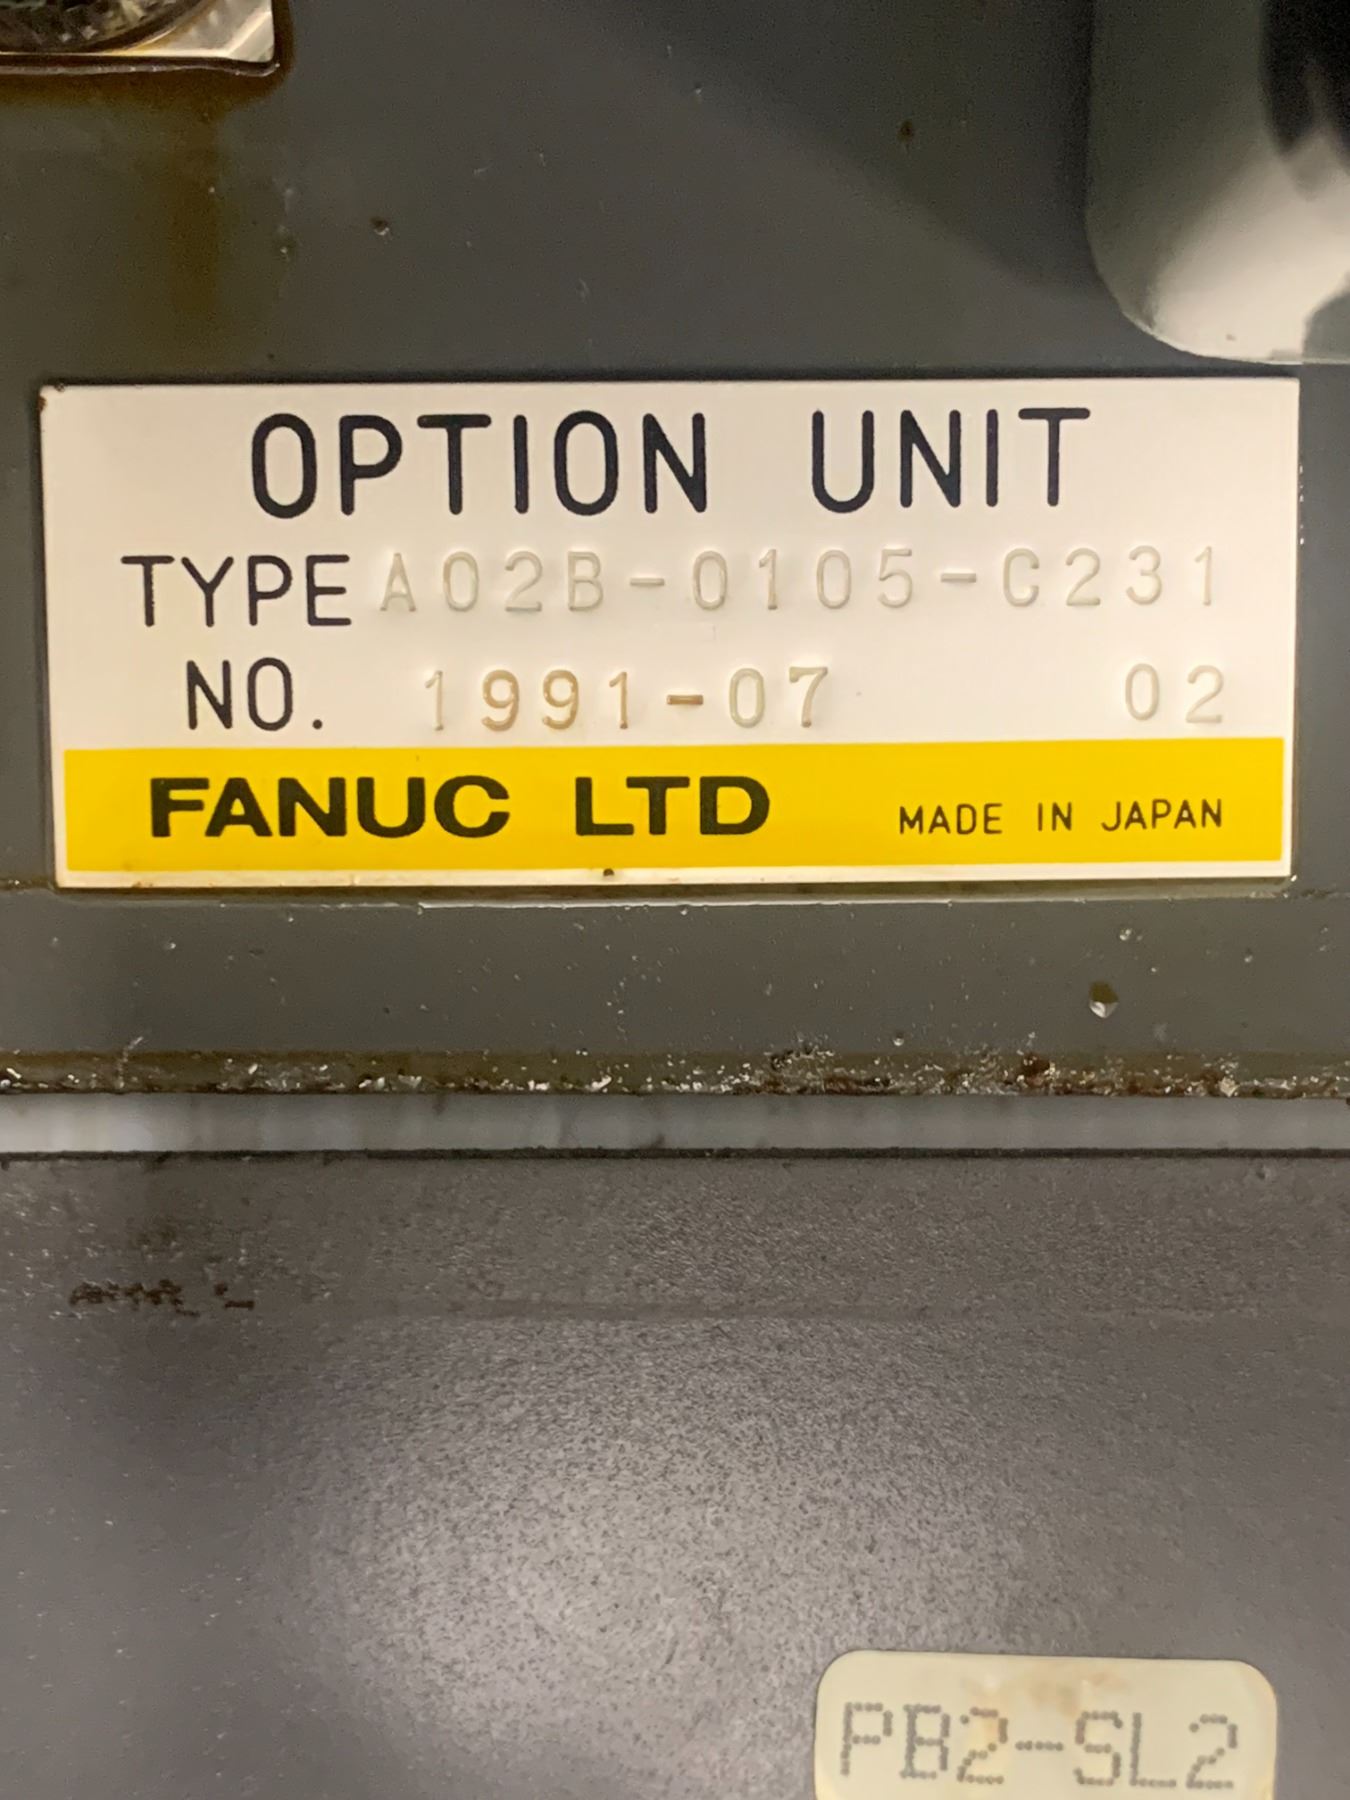 OPTION UNIT
TYPE A02B-0105-C231
NO. 1991-07 02
FANUC LTD MADE IN JAPAN
PB2-SL2